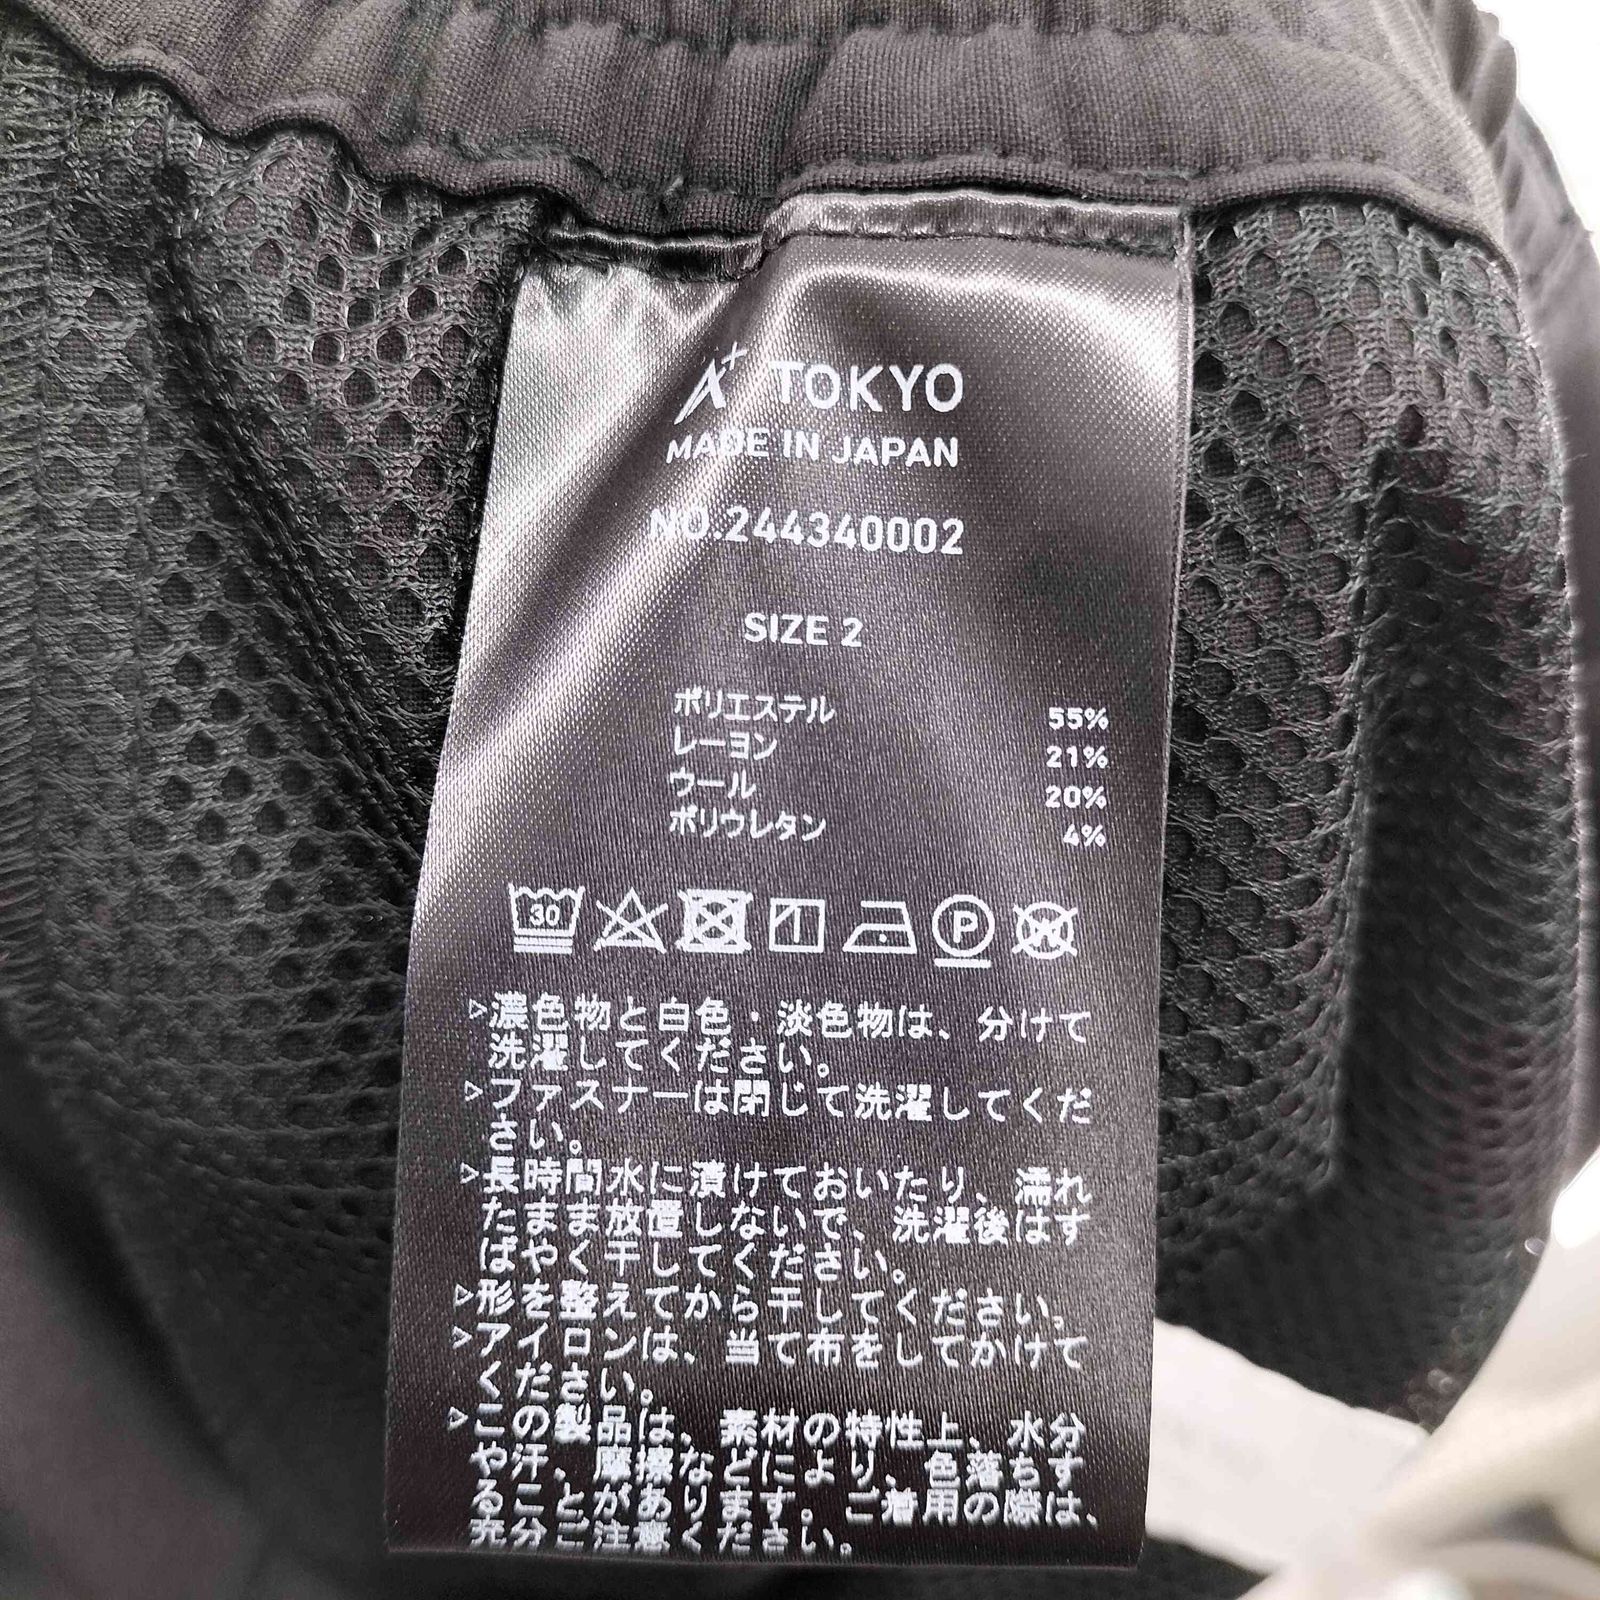 A+ TOKYO
MADE IN JAPAN
NO.244340002
SIZE 2
ポリエステル 55%
レーヨン 21%
ウール 20%
ポリウレタン 4%
30 P W
▷濃色物と白色・淡色物は、分けて
洗濯してください。
▷ファスナーは閉じて洗濯してくだ
さい。
▷長時間水に漬けておいたり、濡れ
たまま放置しないで、洗濯後はす
ばやく干してください。
▷形を整えてから干してください。
▷アイロンは、当て布をしてかけて
ください。
▷この製品は、素材の特性上、水分
や汗、摩擦などにより、色落ちす
ることがあります。ご着用の際は、
充分ご注意ください。